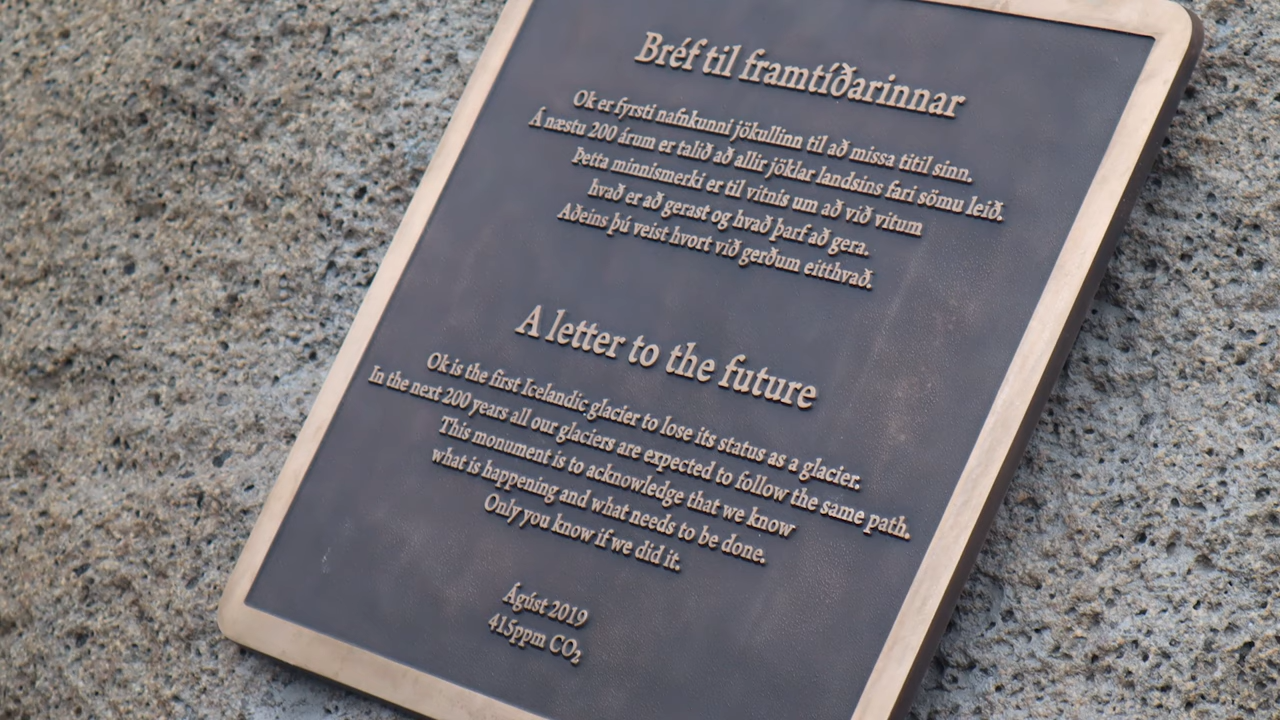 Bréf til framtíðarinnar
Ok er fyrsti nafnkunni jökullinn til að missa titil sinn.
Á næstu 200 árum er talið að allir jöklar landsins fari sömu leið.
Þetta minnismerki er til vitnis um að við vitum
hvað er að gerast og hvað þarf að gera.
Aðeins þú veist hvort við gerðum eitthvað.
A letter to the future
Ok is the first Icelandic glacier to lose its status as a glacier.
In the next 200 years all our glaciers are expected to follow the same path.
This monument is to acknowledge that we know
what is happening and what needs to be done.
Only you know if we did it.
Ágúst 2019
415ppm CO₂